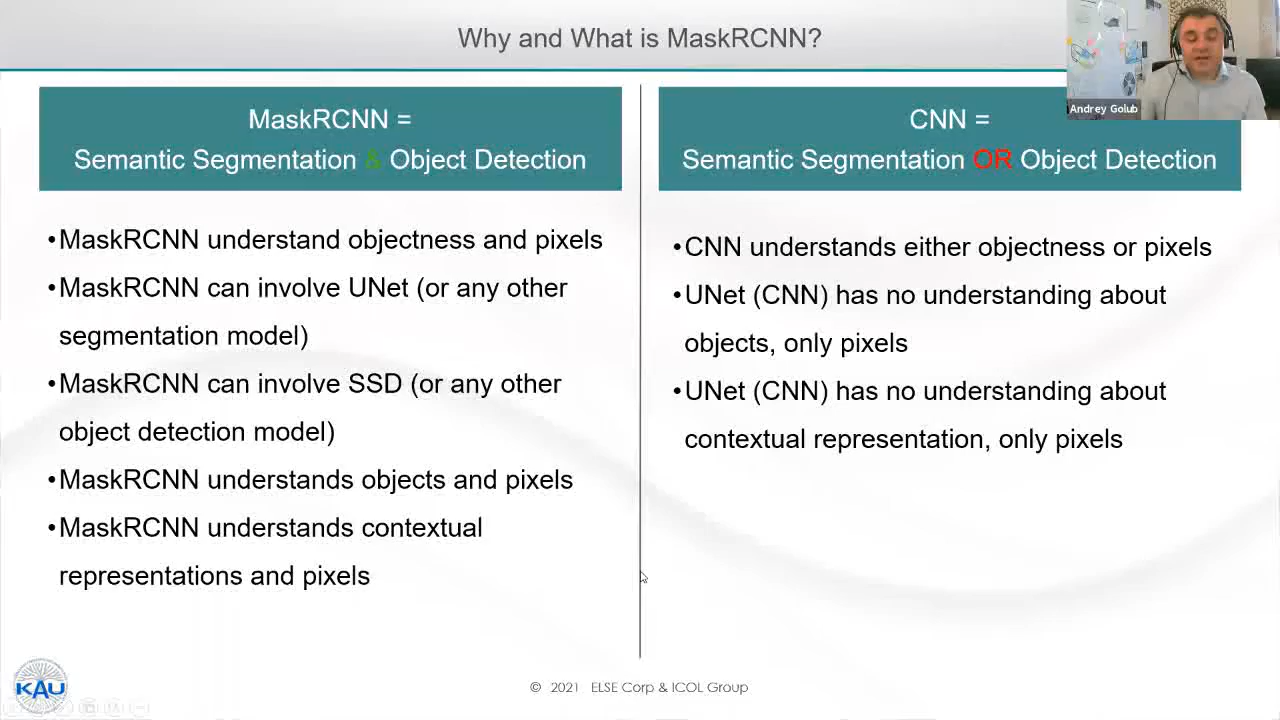 Why and What is MaskRCNN?
Andrey Golub
MaskRCNN =
Semantic Segmentation & Object Detection
•MaskRCNN understand objectness and pixels
•MaskRCNN can involve UNet (or any other
segmentation model)
•MaskRCNN can involve SSD (or any other
object detection model)
•MaskRCNN understands objects and pixels
•MaskRCNN understands contextual
representations and pixels
CNN =
Semantic Segmentation OR Object Detection
•CNN understands either objectness or pixels
•UNet (CNN) has no understanding about
objects, only pixels
•UNet (CNN) has no understanding about
contextual representation, only pixels
KAU
© 2021 ELSE Corp & ICOL Group